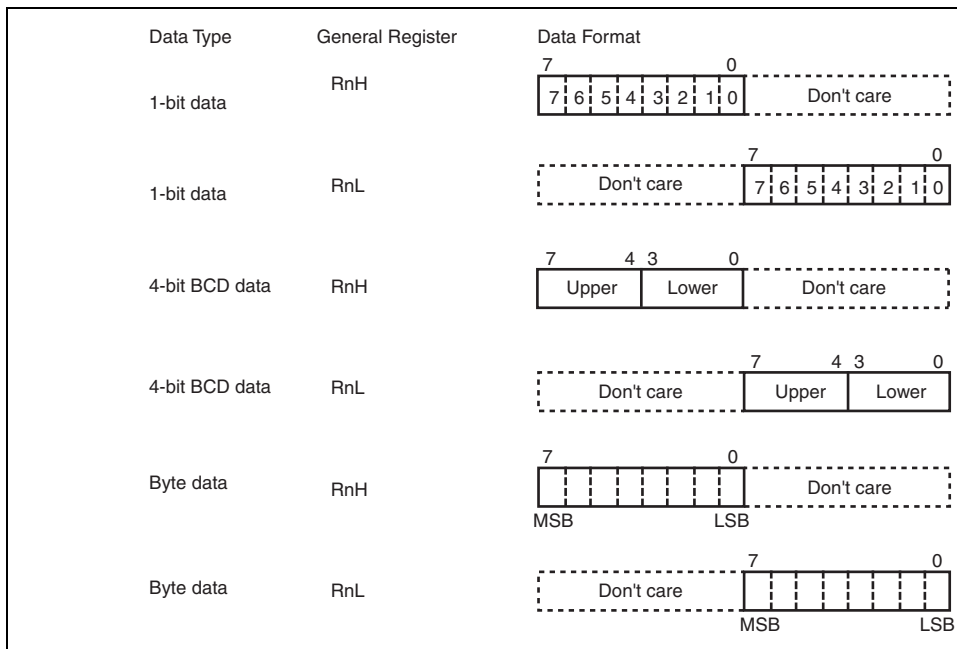 Data Type General Register Data Format
7 0
1-bit data RnH 7 6 5 4 3 2 1 0 Don't care
7 0
1-bit data RnL Don't care 7 6 5 4 3 2 1 0
7 4 3 0
4-bit BCD data RnH Upper Lower Don't care
7 4 3 0
4-bit BCD data RnL Don't care Upper Lower
7 0
Byte data RnH Don't care
MSB LSB
7 0
Byte data RnL Don't care
MSB LSB